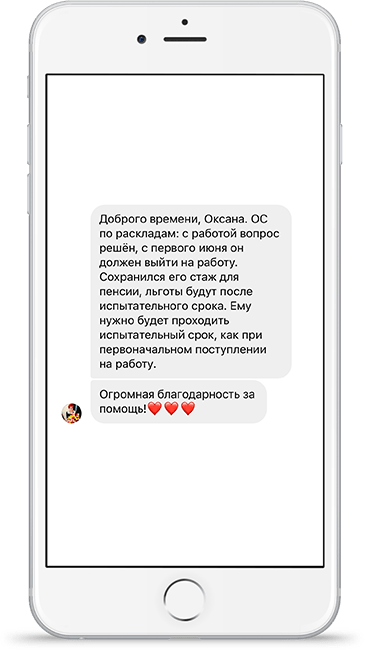 Доброго времени, Оксана. ОС
по раскладам: с работой вопрос
решён, с первого июня он
должен выйти на работу.
Сохранился его стаж для
пенсии, льготы будут после
испытательного срока. Ему
нужно будет проходить
испытательный срок, как при
первоначальном поступлении
на работу.
Огромная благодарность за
помощь!❤️❤️❤️